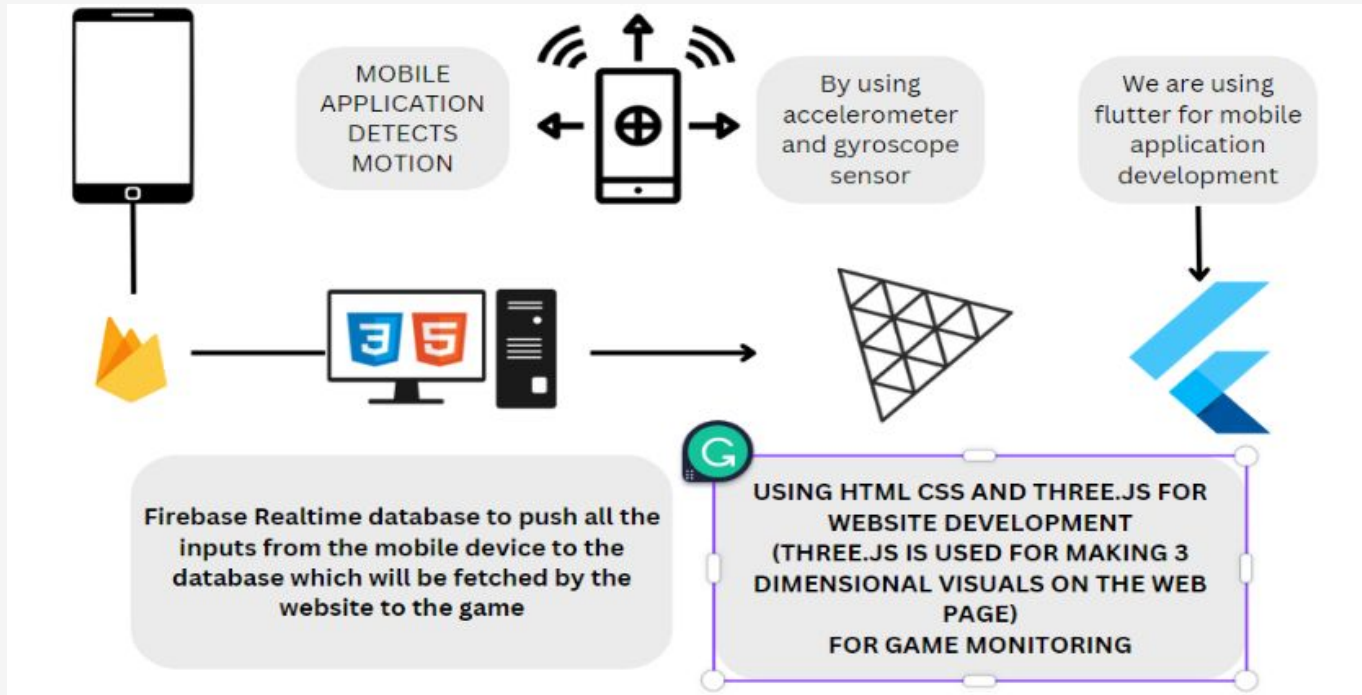 MOBILE
APPLICATION
DETECTS
MOTION
By using
accelerometer
and gyroscope
sensor
We are using
flutter for mobile
application
development
3
5
Firebase Realtime database to push all the
inputs from the mobile device to the
database which will be fetched by the
website to the game
G
USING HTML CSS AND THREE.JS FOR
WEBSITE DEVELOPMENT
(THREE.JS IS USED FOR MAKING 3
DIMENSIONAL VISUALS ON THE WEB
PAGE)
FOR GAME MONITORING